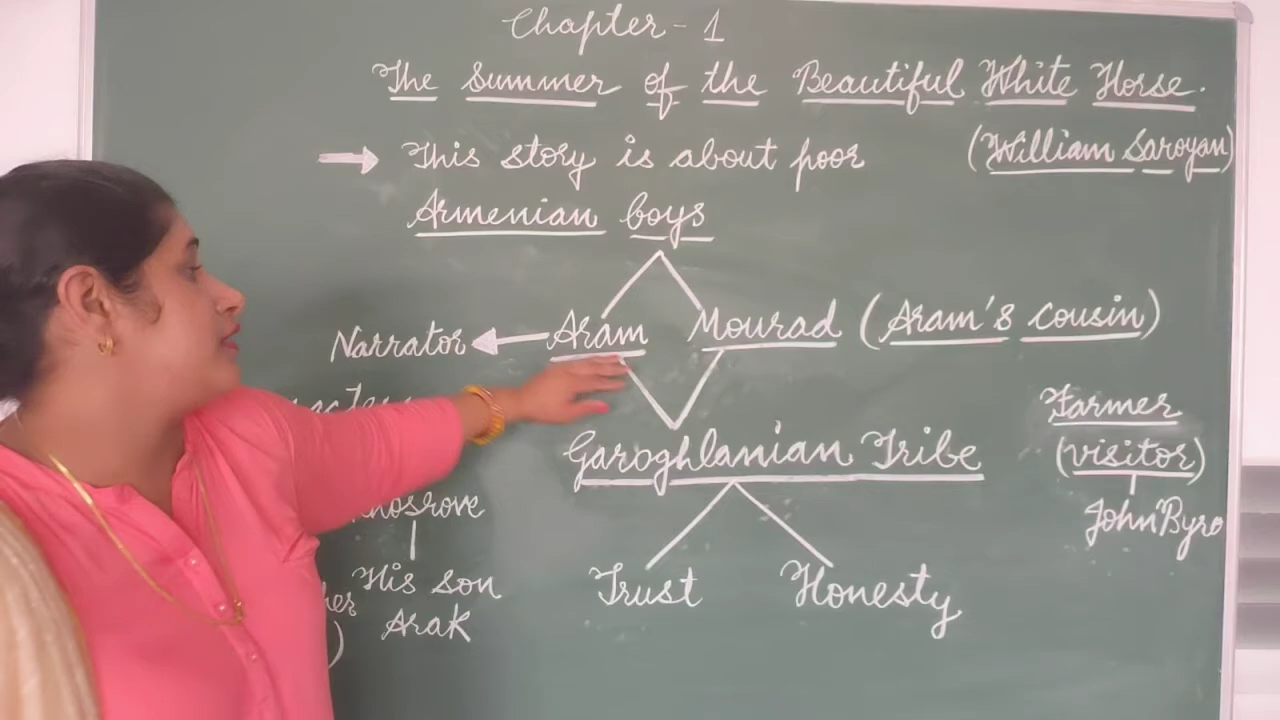 Chapter - 1
The Summer of the Beautiful White Horse.
(William Saroyan)
This story is about poor
Armenian boys
Narrator Aram Mourad (Aram's cousin)
Farmer
(visitor)
John Byro
Garoghlanian Tribe
His son
Arak
Trust Honesty